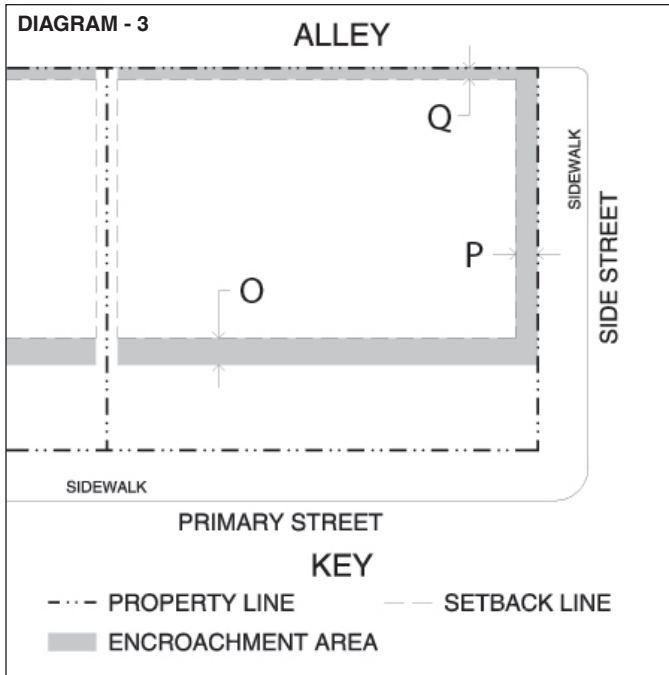 DIAGRAM - 3
ALLEY
Q
SIDEWALK
P
SIDE STREET
O
SIDEWALK
PRIMARY STREET
KEY
PROPERTY LINE
SETBACK LINE
ENCROACHMENT AREA